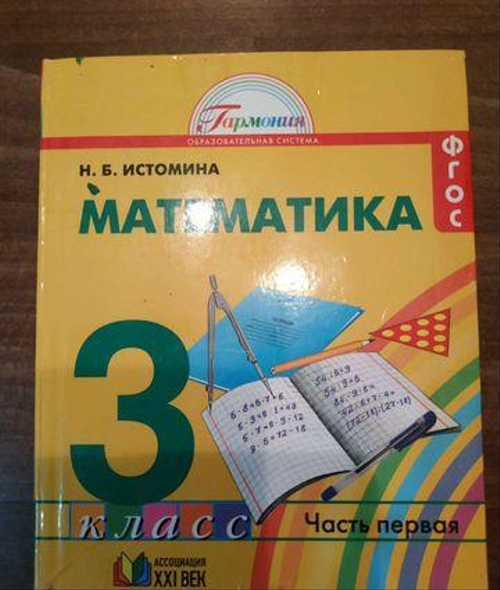 Гармония
ОБРАЗОВАТЕЛЬНАЯ СИСТЕМА
ФГОС
Н. Б. ИСТОМИНА
МАТЕМАТИКА
3
класс
Часть первая
АССОЦИАЦИЯ
XXI ВЕК